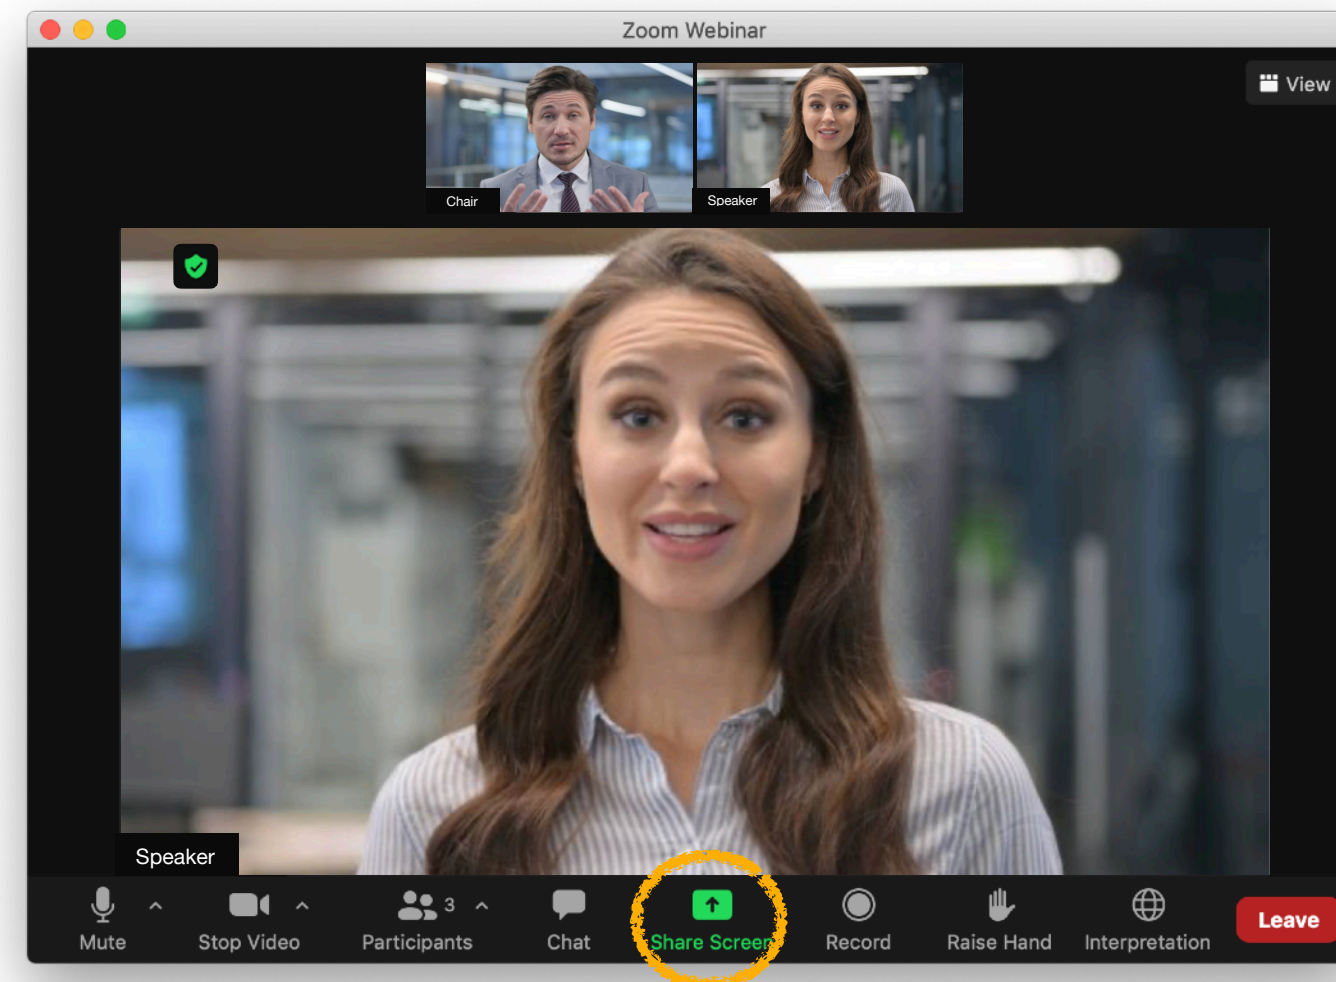 Zoom Webinar
View
Chair
Speaker
Speaker
Mute
Stop Video
Participants
3
Chat
Share Screen
Record
Raise Hand
Interpretation
Leave